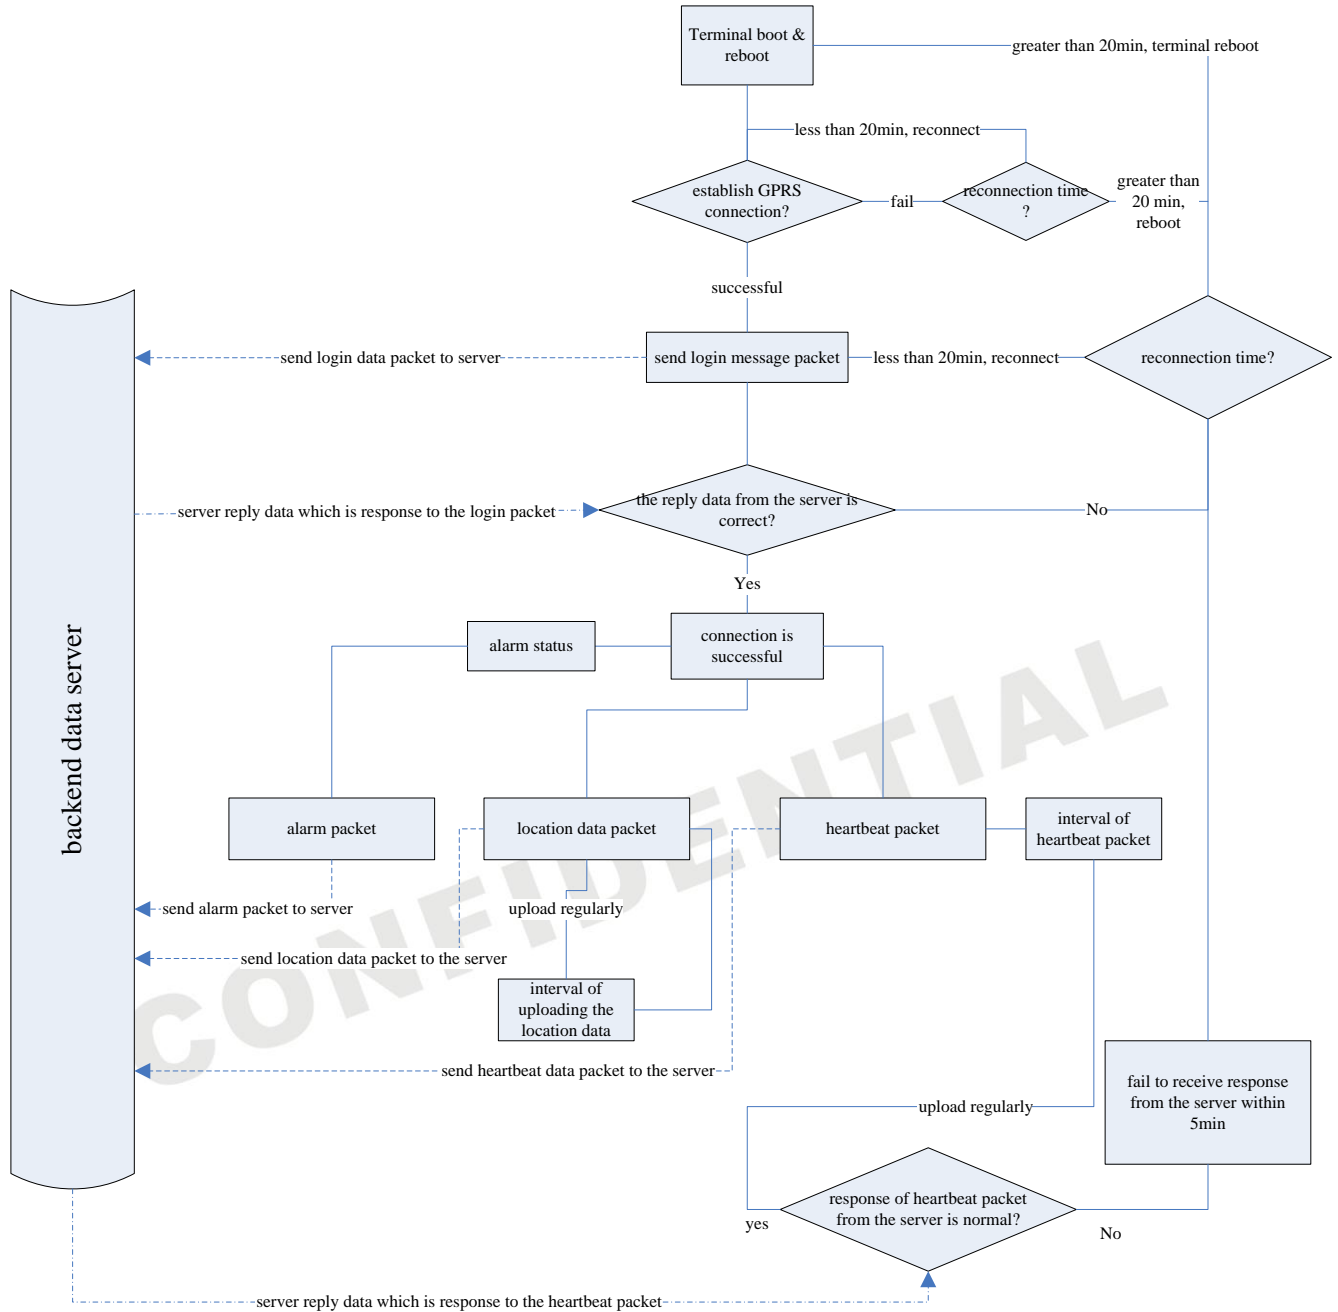 Terminal boot &
reboot
greater than 20min, terminal reboot
less than 20min, reconnect
establish GPRS
connection?
fail
reconnection time
?
greater than
20 min,
reboot
successful
send login data packet to server
send login message packet
less than 20min, reconnect
reconnection time?
the reply data from the server is
correct?
server reply data which is response to the login packet
No
Yes
alarm status
connection is
successful
backend data server
alarm packet
location data packet
heartbeat packet
interval of
heartbeat packet
send alarm packet to server
upload regularly
send location data packet to the server
interval of
uploading the
location data
send heartbeat data packet to the server
fail to receive response
from the server within
5min
upload regularly
response of heartbeat packet
from the server is normal?
yes
No
server reply data which is response to the heartbeat packet
CONFIDENTIAL